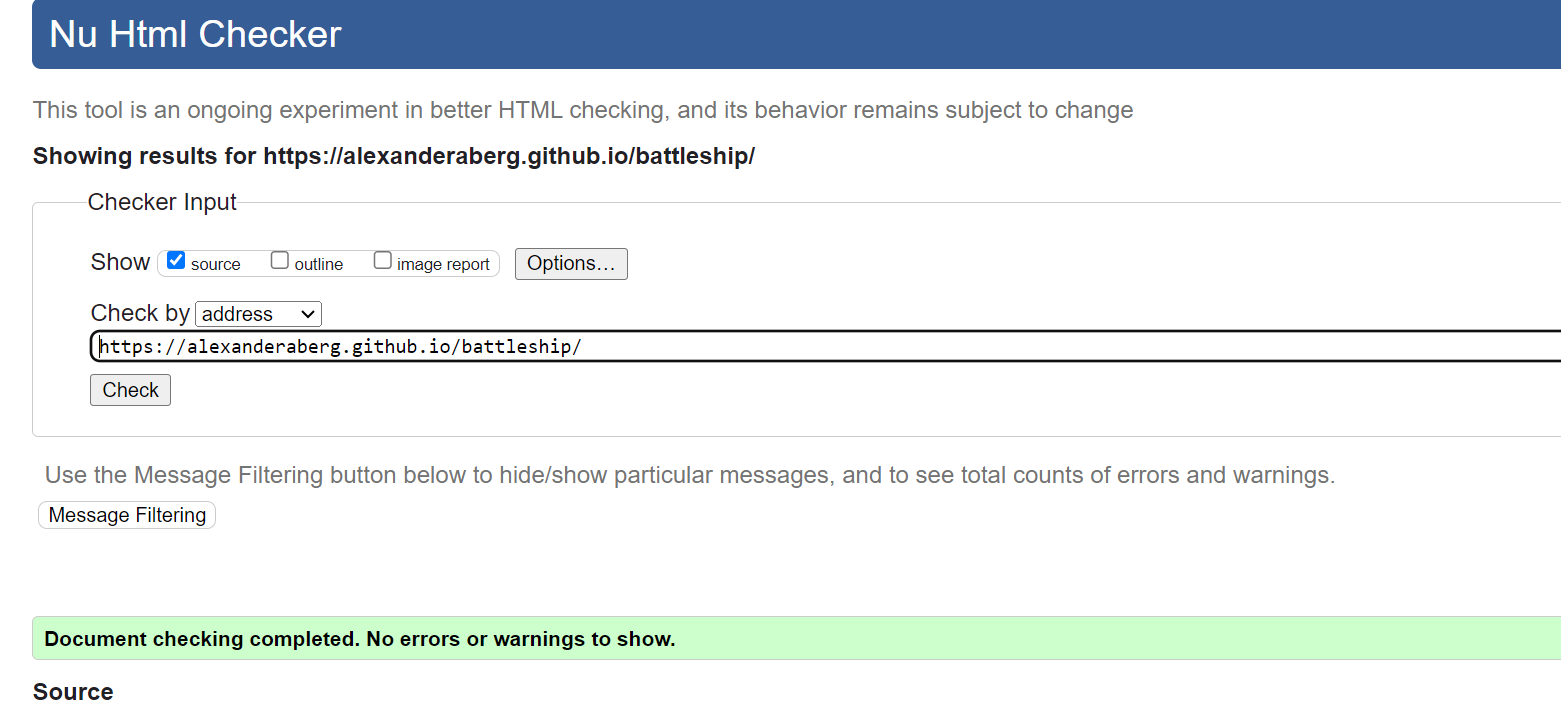 Nu Html Checker
This tool is an ongoing experiment in better HTML checking, and its behavior remains subject to change
Showing results for https://alexanderaberg.github.io/battleship/
Checker Input
Show source outline image report Options...
Check by address
https://alexanderaberg.github.io/battleship/
Check
Use the Message Filtering button below to hide/show particular messages, and to see total counts of errors and warnings.
Message Filtering
Document checking completed. No errors or warnings to show.
Source